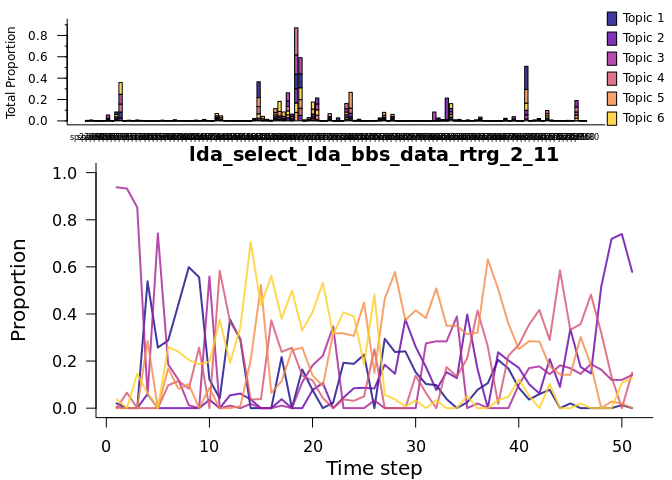 Total Proportion
0.8
0.6
0.4
0.2
0.0
Topic 1
Topic 2
Topic 3
Topic 4
Topic 5
Topic 6
lda_select_lda_bbs_data_rtrg_2_11
Proportion
1.0
0.8
0.6
0.4
0.2
0.0
0 10 20 30 40 50
Time step